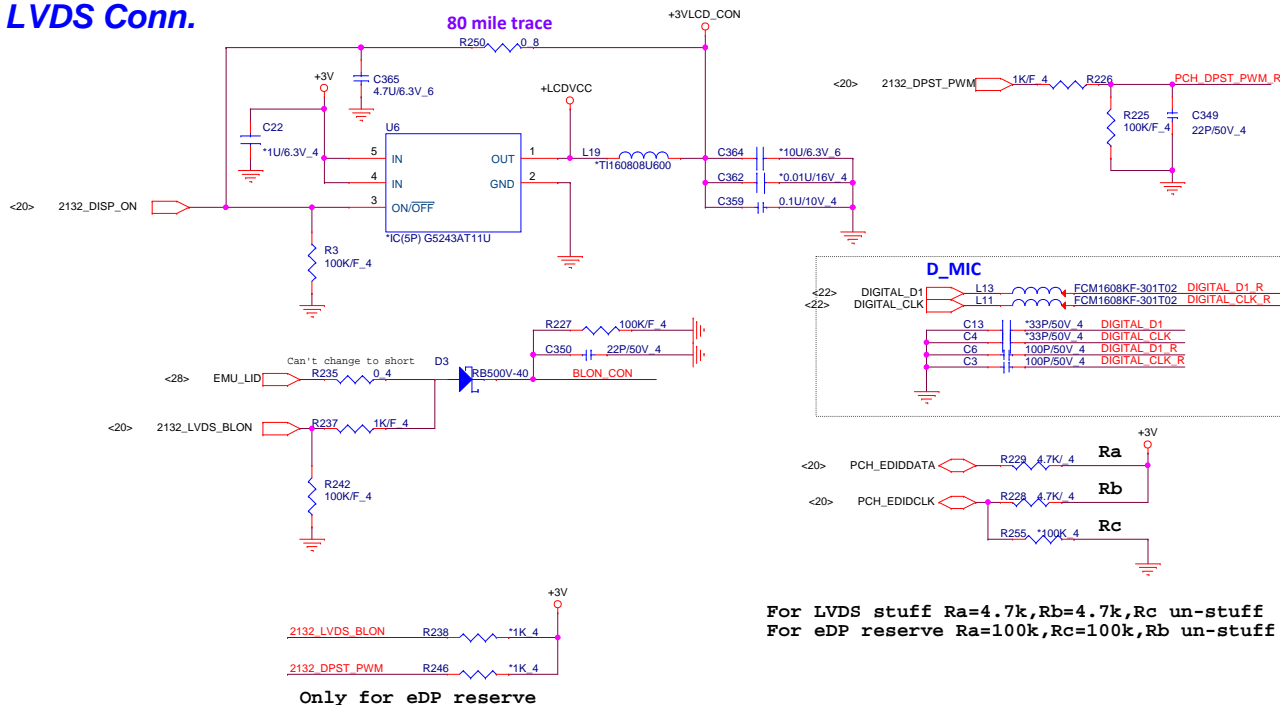 LVDS Conn.
80 mile trace
+3VLCD_CON
R250 0_8
+3V
C365
4.7U/6.3V_6
+LCDVCC
C22
*1U/6.3V_4
U6
5 IN OUT 1
4 IN GND 2
3 ON/OFF
*IC(5P) G5243AT11U
L19
*TI160808U600
C364 *10U/6.3V_6
C362 *0.01U/16V_4
C359 0.1U/10V_4
<20> 2132_DISP_ON
R3
100K/F_4
<20> 2132_DPST_PWM 1K/F_4 R226 PCH_DPST_PWM_R
R225
100K/F_4
C349
22P/50V_4
D_MIC
<22> DIGITAL_D1 L13 FCM1608KF-301T02 DIGITAL_D1_R
<22> DIGITAL_CLK L11 FCM1608KF-301T02 DIGITAL_CLK_R
C13 *33P/50V_4 DIGITAL_D1
C4 *33P/50V_4 DIGITAL_CLK
C6 100P/50V_4 DIGITAL_D1_R
C3 100P/50V_4 DIGITAL_CLK_R
R227 100K/F_4
C350 22P/50V_4
Can't change to short
<28> EMU_LID R235 0_4 D3 RB500V-40 BLON_CON
<20> 2132_LVDS_BLON R237 1K/F_4
R242
100K/F_4
+3V
<20> PCH_EDIDDATA R229 4.7K/_4 Ra
<20> PCH_EDIDCLK R228 4.7K/_4 Rb
R255 *100K_4 Rc
For LVDS stuff Ra=4.7k,Rb=4.7k,Rc un-stuff
For eDP reserve Ra=100k,Rc=100k,Rb un-stuff
+3V
2132_LVDS_BLON R238 *1K_4
2132_DPST_PWM R246 *1K_4
Only for eDP reserve